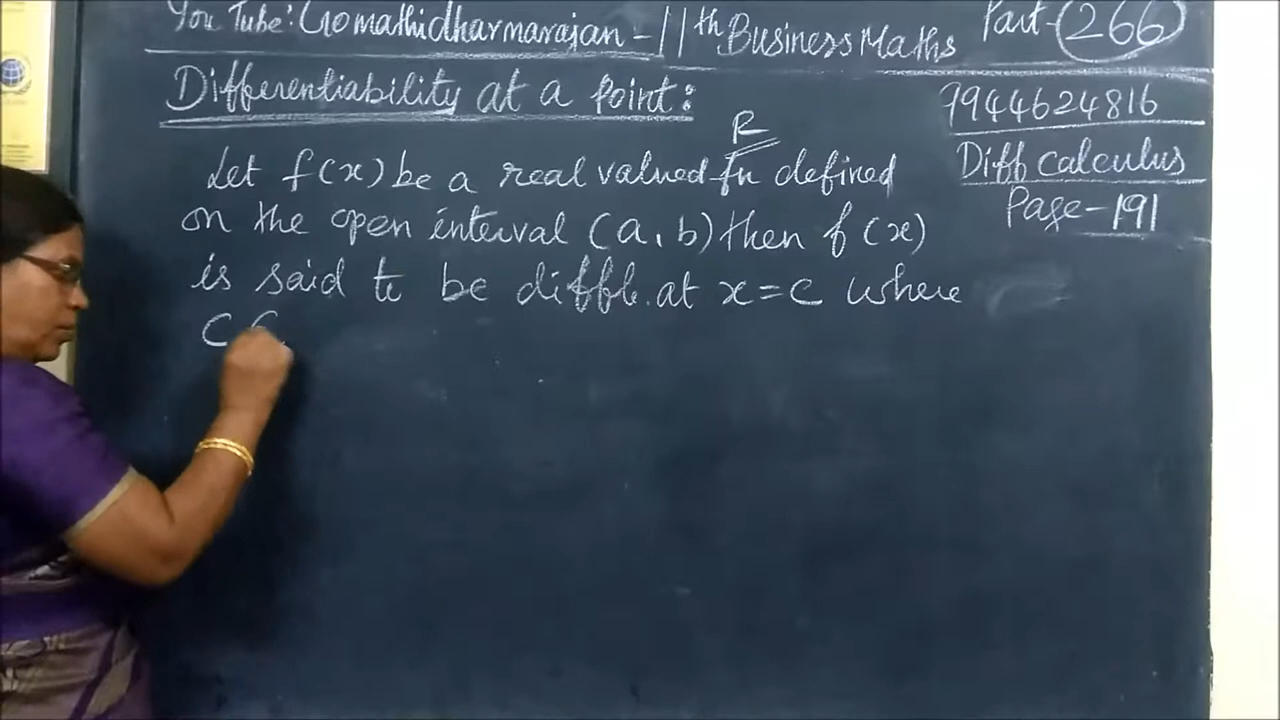 You Tube: Gomathidharmarajan - 11th Business Maths Part - 266
Differentiability at a Point:
9944624816
Diff calculus
Page - 191
R
Let f(x) be a real valued fn defined
on the open interval (a, b) then f(x)
is said to be diffble. at x = c where
c ∈